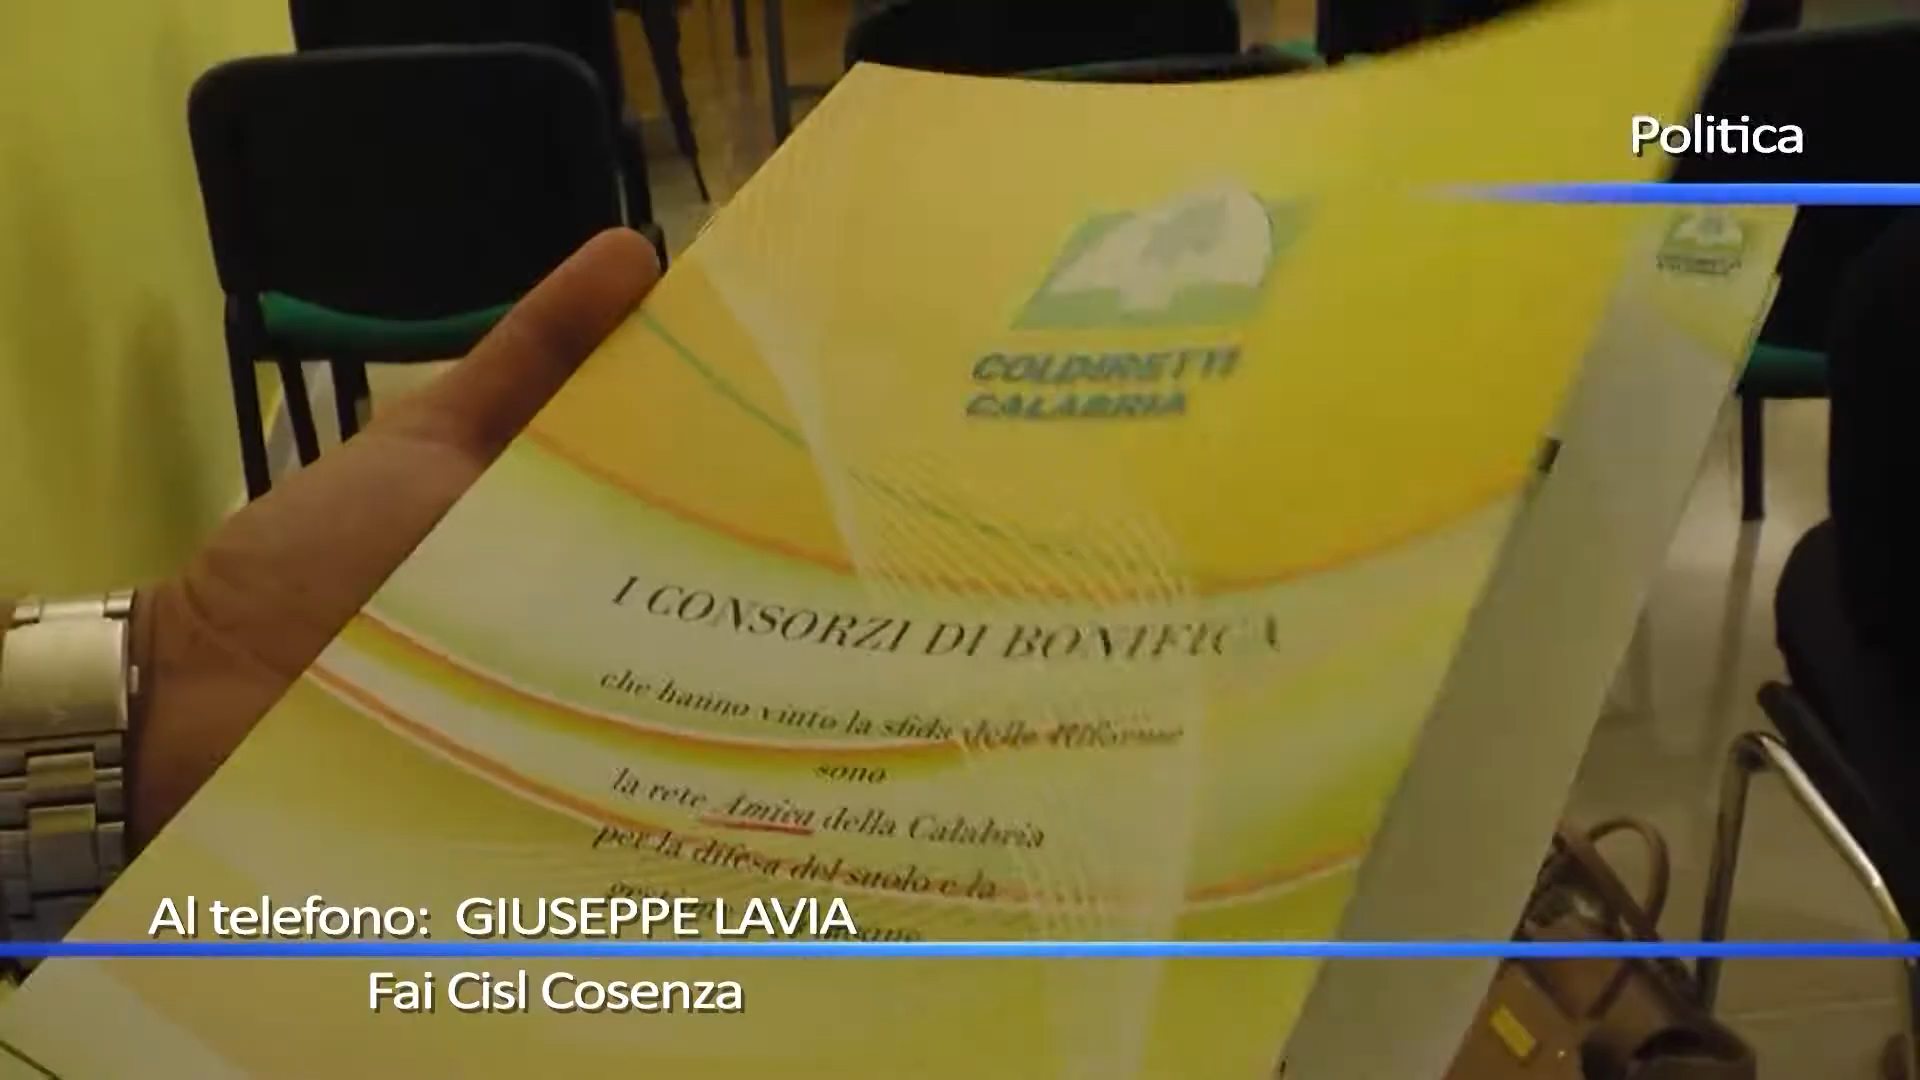 Politica
COLDIRETTI
CALABRIA
I CONSORZI DI BONIFICA
che hanno vinto la sfida delle Riforme
sono
la rete Amica della Calabria
per la difesa del suolo e la
Al telefono: GIUSEPPE LAVIA
Fai Cisl Cosenza